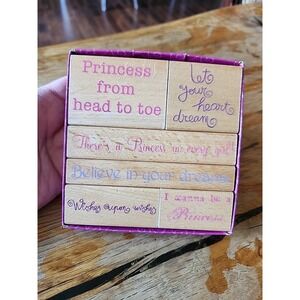 Princess
from
head to toe
let
your
heart
dream
There's a Princess in every girl
Believe in your dreams
Wishes upon wishes
I wanna be a
Princess